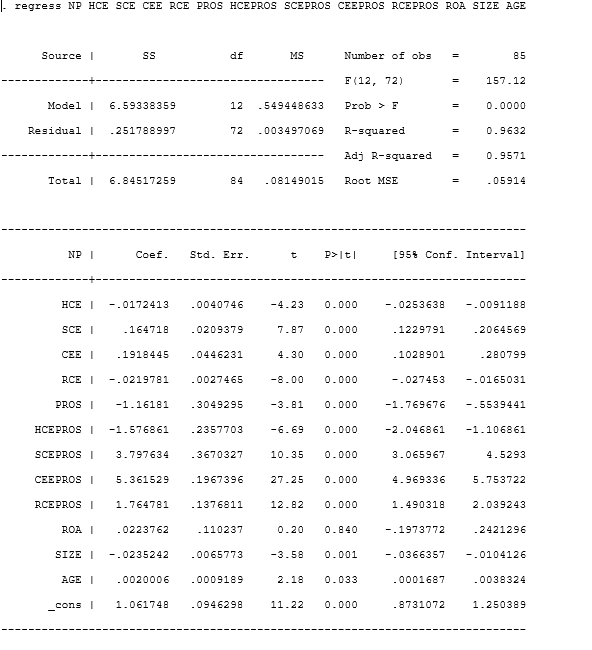 . regress NP HCE SCE CEE RCE PROS HCEPROS SCEPROS CEEPROS RCEPROS ROA SIZE AGE
Source | SS df MS Number of obs = 85
-------------+---------------------------------- F(12, 72) = 157.12
Model | 6.59338359 12 .549448633 Prob > F = 0.0000
Residual | .251788997 72 .003497069 R-squared = 0.9632
-------------+---------------------------------- Adj R-squared = 0.9571
Total | 6.84517259 84 .08149015 Root MSE = .05914
------------------------------------------------------------------------------
NP | Coef. Std. Err. t P>|t| [95% Conf. Interval]
-------------+----------------------------------------------------------------
HCE | -.0172413 .0040746 -4.23 0.000 -.0253638 -.0091188
SCE | .164718 .0209379 7.87 0.000 .1229791 .2064569
CEE | .1918445 .0446231 4.30 0.000 .1028901 .280799
RCE | -.0219781 .0027465 -8.00 0.000 -.027453 -.0165031
PROS | -1.16181 .3049295 -3.81 0.000 -1.769676 -.5539441
HCEPROS | -1.576861 .2357703 -6.69 0.000 -2.046861 -1.106861
SCEPROS | 3.797634 .3670327 10.35 0.000 3.065967 4.5293
CEEPROS | 5.361529 .1967396 27.25 0.000 4.969336 5.753722
RCEPROS | 1.764781 .1376811 12.82 0.000 1.490318 2.039243
ROA | .0223762 .110237 0.20 0.840 -.1973772 .2421296
SIZE | -.0235242 .0065773 -3.58 0.001 -.0366357 -.0104126
AGE | .0020006 .0009189 2.18 0.033 .0001687 .0038324
_cons | 1.061748 .0946298 11.22 0.000 .8731072 1.250389
------------------------------------------------------------------------------